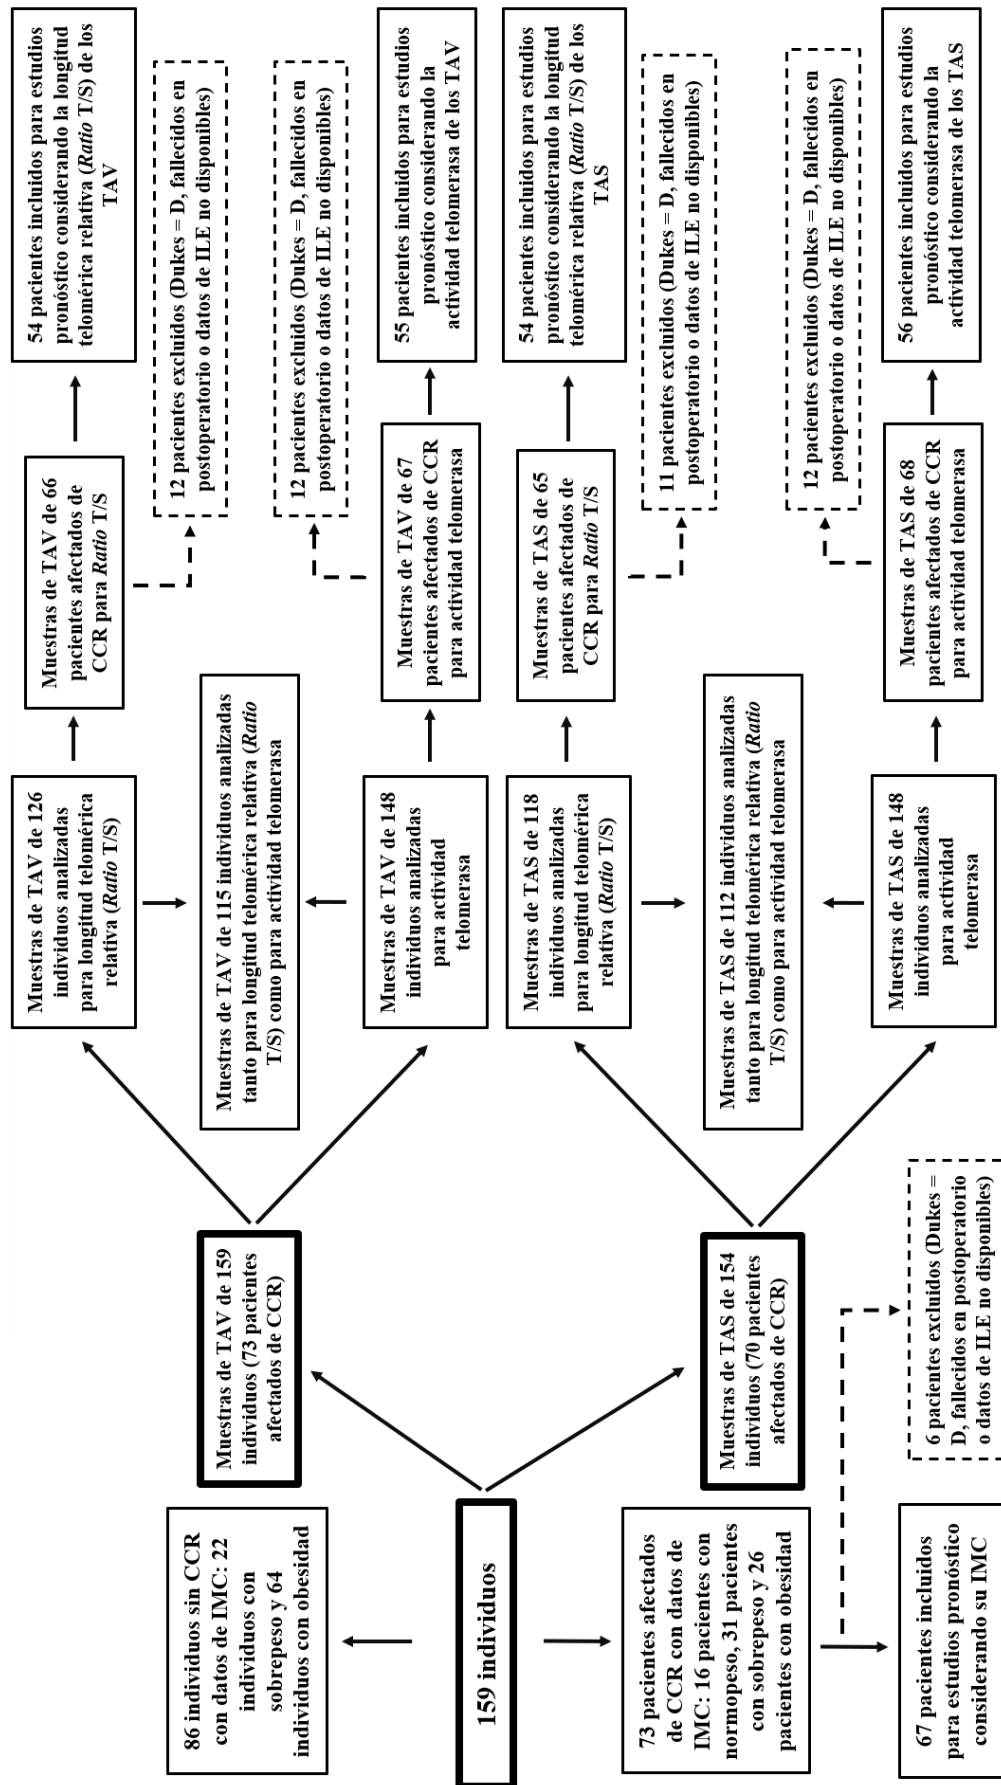 86 individuos sin CCR
con datos de IMC: 22
individuos con
sobrepeso y 64
individuos con obesidad
159 individuos
73 pacientes afectados
de CCR con datos de
IMC: 16 pacientes con
normopeso, 31 pacientes
con sobrepeso y 26
pacientes con obesidad
67 pacientes incluidos
para estudios pronóstico
considerando su IMC
6 pacientes excluidos (Dukes =
D, fallecidos en postoperatorio
o datos de ILE no disponibles)
Muestras de TAV de 159
individuos (73 pacientes
afectados de CCR)
Muestras de TAS de 154
individuos (70 pacientes
afectados de CCR)
Muestras de TAV de 126
individuos analizadas
para longitud telomérica
relativa (Ratio T/S)
Muestras de TAV de 115 individuos analizadas
tanto para longitud telomérica relativa (Ratio
T/S) como para actividad telomerasa
Muestras de TAV de 148
individuos analizadas
para actividad
telomerasa
Muestras de TAS de 118
individuos analizadas
para longitud telomérica
relativa (Ratio T/S)
Muestras de TAS de 112 individuos analizadas
tanto para longitud telomérica relativa (Ratio
T/S) como para actividad telomerasa
Muestras de TAS de 148
individuos analizadas
para actividad
telomerasa
Muestras de TAV de 66
pacientes afectados de
CCR para Ratio T/S
Muestras de TAV de 67
pacientes afectados de CCR
para actividad telomerasa
Muestras de TAS de 65
pacientes afectados de
CCR para Ratio T/S
Muestras de TAS de 68
pacientes afectados de CCR
para actividad telomerasa
54 pacientes incluidos para estudios
pronóstico considerando la longitud
telomérica relativa (Ratio T/S) de los
TAV
12 pacientes excluidos (Dukes = D, fallecidos en
postoperatorio o datos de ILE no disponibles)
12 pacientes excluidos (Dukes = D, fallecidos en
postoperatorio o datos de ILE no disponibles)
55 pacientes incluidos para estudios
pronóstico considerando la
actividad telomerasa de los TAV
54 pacientes incluidos para estudios
pronóstico considerando la longitud
telomérica relativa (Ratio T/S) de los
TAS
11 pacientes excluidos (Dukes = D, fallecidos en
postoperatorio o datos de ILE no disponibles)
12 pacientes excluidos (Dukes = D, fallecidos en
postoperatorio o datos de ILE no disponibles)
56 pacientes incluidos para estudios
pronóstico considerando la
actividad telomerasa de los TAS